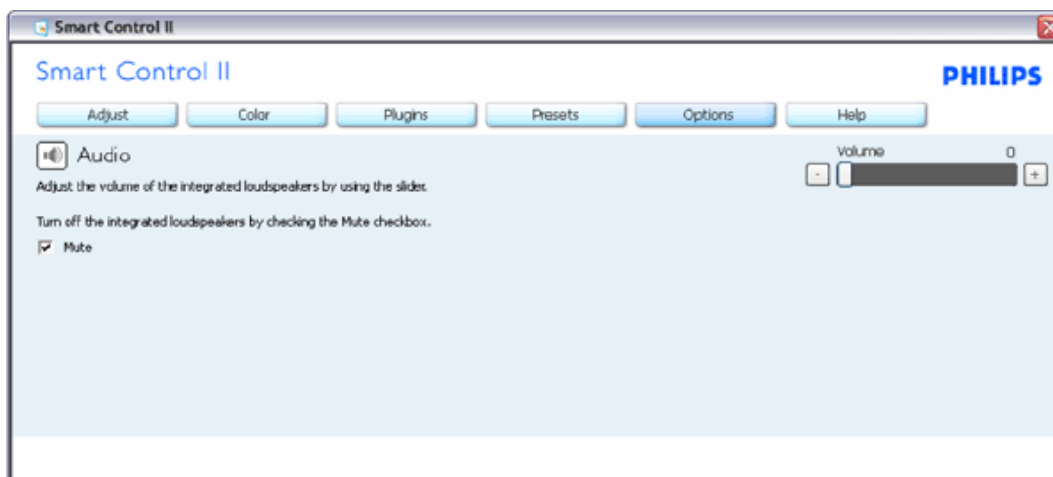 Smart Control II
Smart Control II
PHILIPS
Adjust Color Plugins Presets Options Help
Audio
Volume 0
- +
Adjust the volume of the integrated loudspeakers by using the slider.
Turn off the integrated loudspeakers by checking the Mute checkbox.
Mute